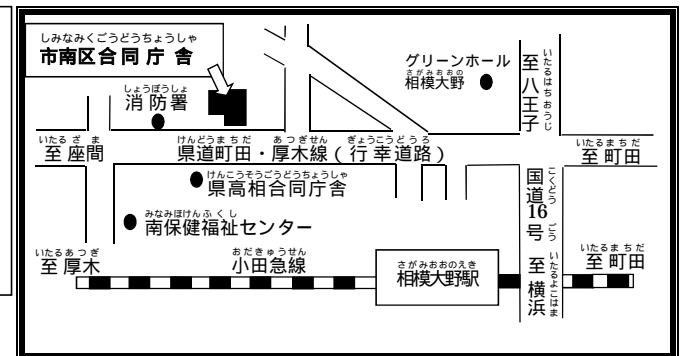 しみなみくごうどうちょうしゃ
市南区合同庁舎
しょうぼうしょ
消防署
グリーンホール
さがみおおの
相模大野
いたるはちおうじ
至八王子
いたるざま
至座間
けんどうまちだ・あつぎせん(ぎょうこうどうろ)
県道町田・厚木線(行幸道路)
いたるまちだ
至町田
けんこうそうごうどうちょうしゃ
県高相合同庁舎
こくどう16ごう
国道16号
みなみほけんふくし
南保健福祉センター
いたるあつぎ
至厚木
おだきゅうせん
小田急線
さがみおおのえき
相模大野駅
いたるよこはま
至横浜
いたるまちだ
至町田